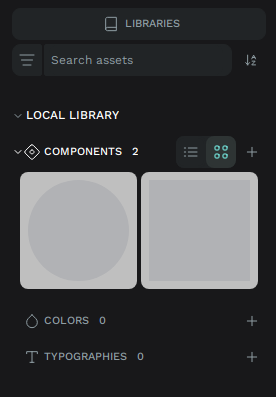 LIBRARIES
Search assets
LOCAL LIBRARY
COMPONENTS 2
COLORS 0
TYPOGRAPHIES 0